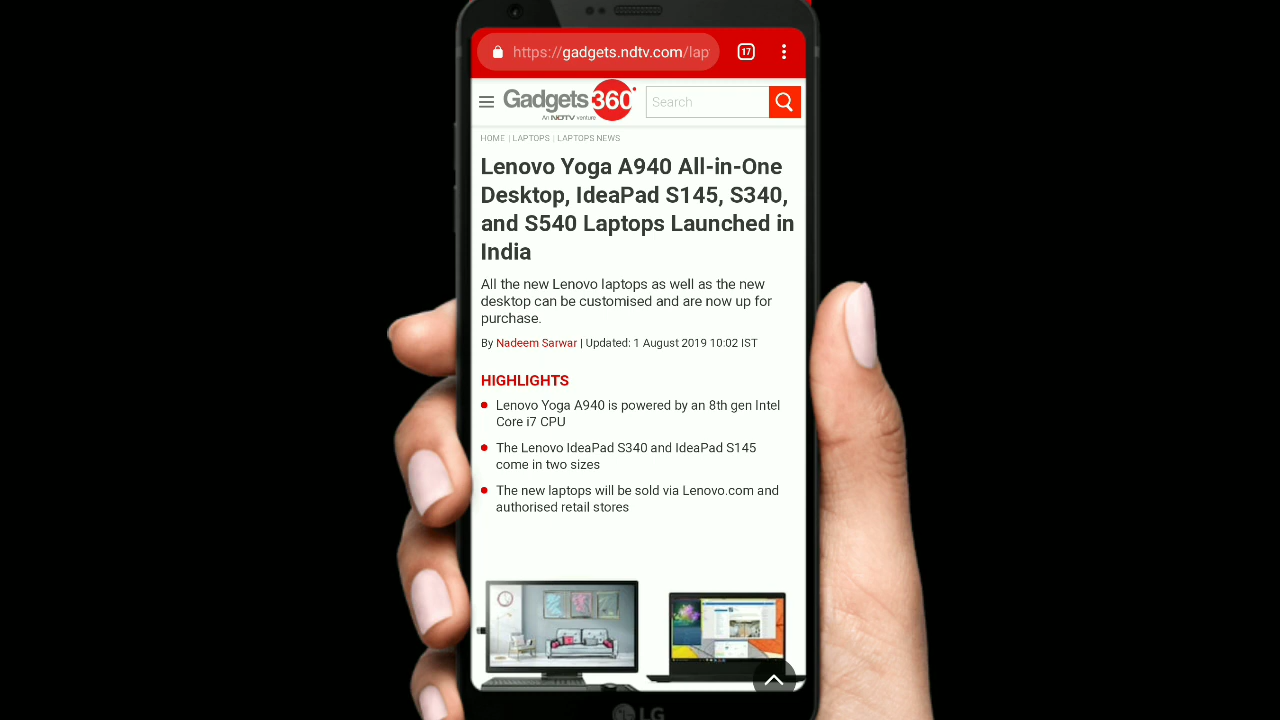 https://gadgets.ndtv.com/lap
17
Gadgets 360°
An NDTV venture
Search
HOME | LAPTOPS | LAPTOPS NEWS
Lenovo Yoga A940 All-in-One
Desktop, IdeaPad S145, S340,
and S540 Laptops Launched in
India
All the new Lenovo laptops as well as the new
desktop can be customised and are now up for
purchase.
By Nadeem Sarwar | Updated: 1 August 2019 10:02 IST
HIGHLIGHTS
Lenovo Yoga A940 is powered by an 8th gen Intel
Core i7 CPU
The Lenovo IdeaPad S340 and IdeaPad S145
come in two sizes
The new laptops will be sold via Lenovo.com and
authorised retail stores
LG